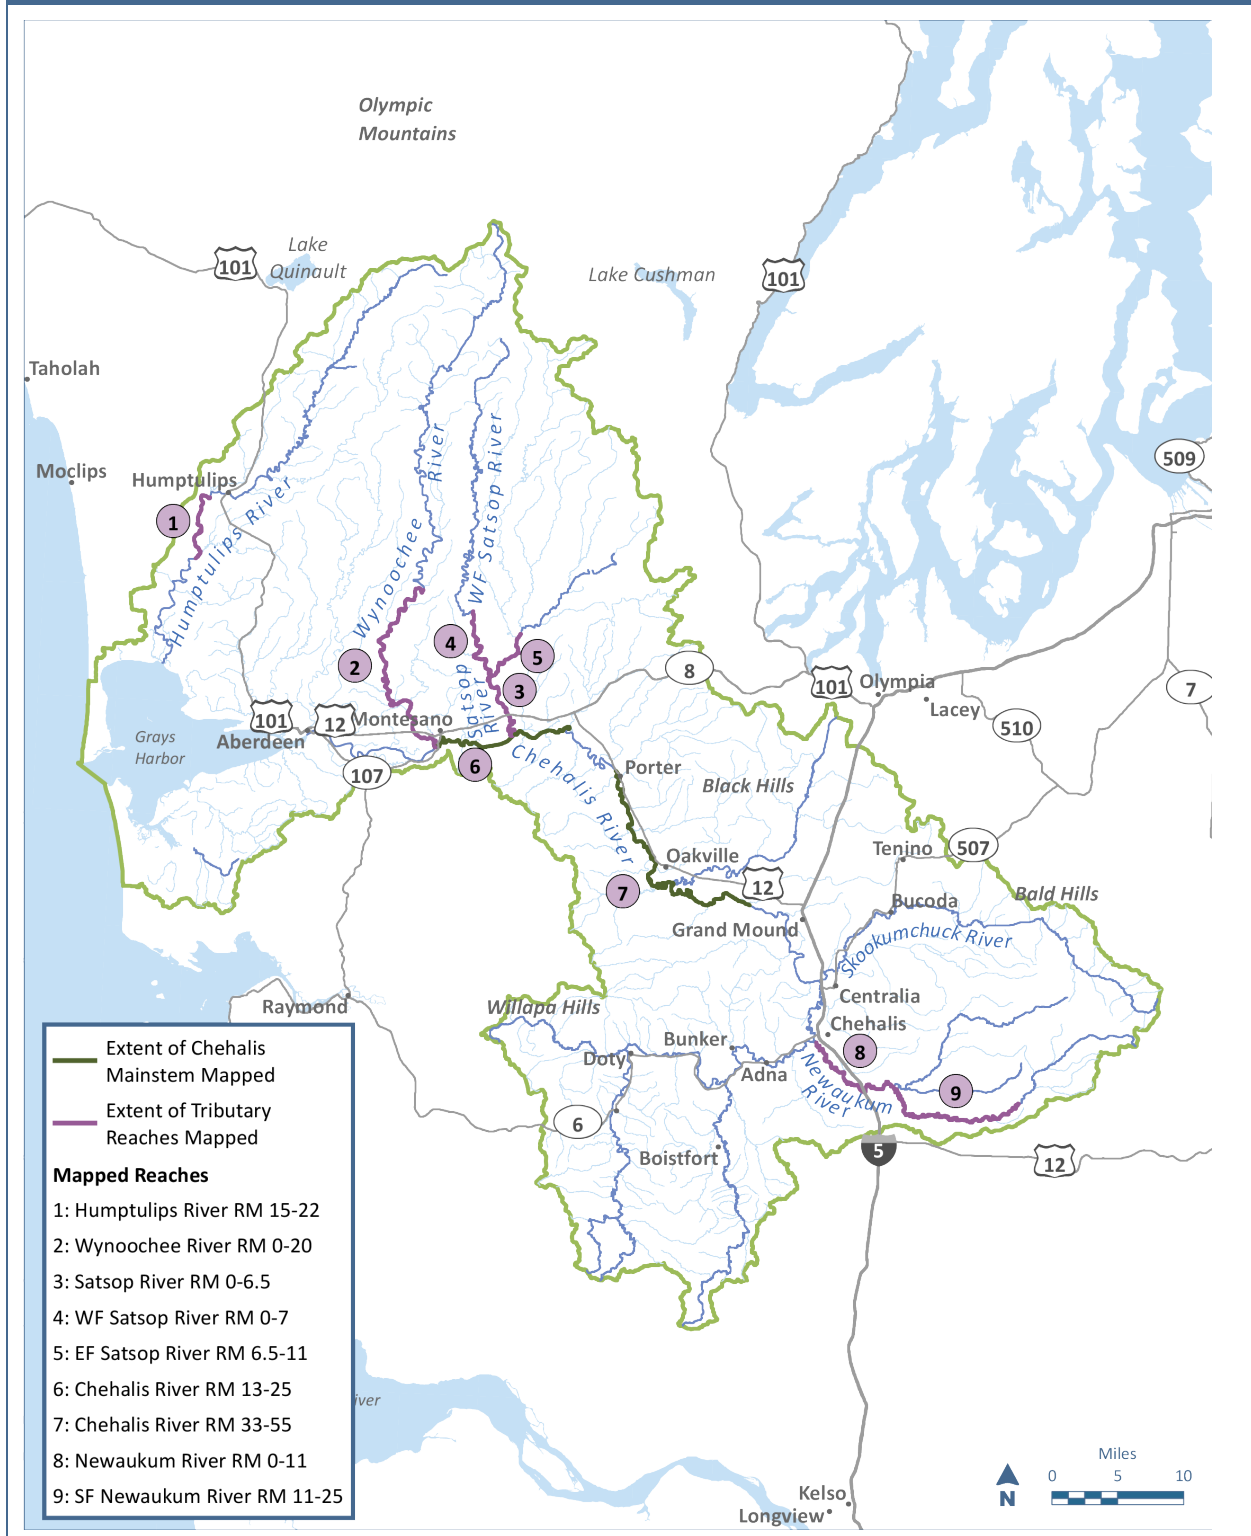 Olympic
Mountains
101
Lake
Quinault
Lake Cushman
101
Taholah
Moclips
Humptulips
509
1
Humptulips River
Wynoochee
River
WF Satsop River
4
5
2
3
Satsop
River
8
101
Olympia
7
Lacey
510
101
12
Montesano
Aberdeen
Grays
Harbor
107
6
Chehalis River
Porter
Black Hills
Oakville
Tenino
507
12
7
Bucoda
Bald Hills
Grand Mound
Skookumchuck River
Centralia
Raymond
Willapa Hills
Chehalis
Bunker
8
Doty
Adna
Newaukum
River
9
6
5
Boistfort
12
Extent of Chehalis
Mainstem Mapped
Extent of Tributary
Reaches Mapped
Mapped Reaches
1: Humptulips River RM 15-22
2: Wynoochee River RM 0-20
3: Satsop River RM 0-6.5
4: WF Satsop River RM 0-7
5: EF Satsop River RM 6.5-11
6: Chehalis River RM 13-25
7: Chehalis River RM 33-55
8: Newaukum River RM 0-11
9: SF Newaukum River RM 11-25
iver
Miles
0 5 10
N
Kelso
Longview